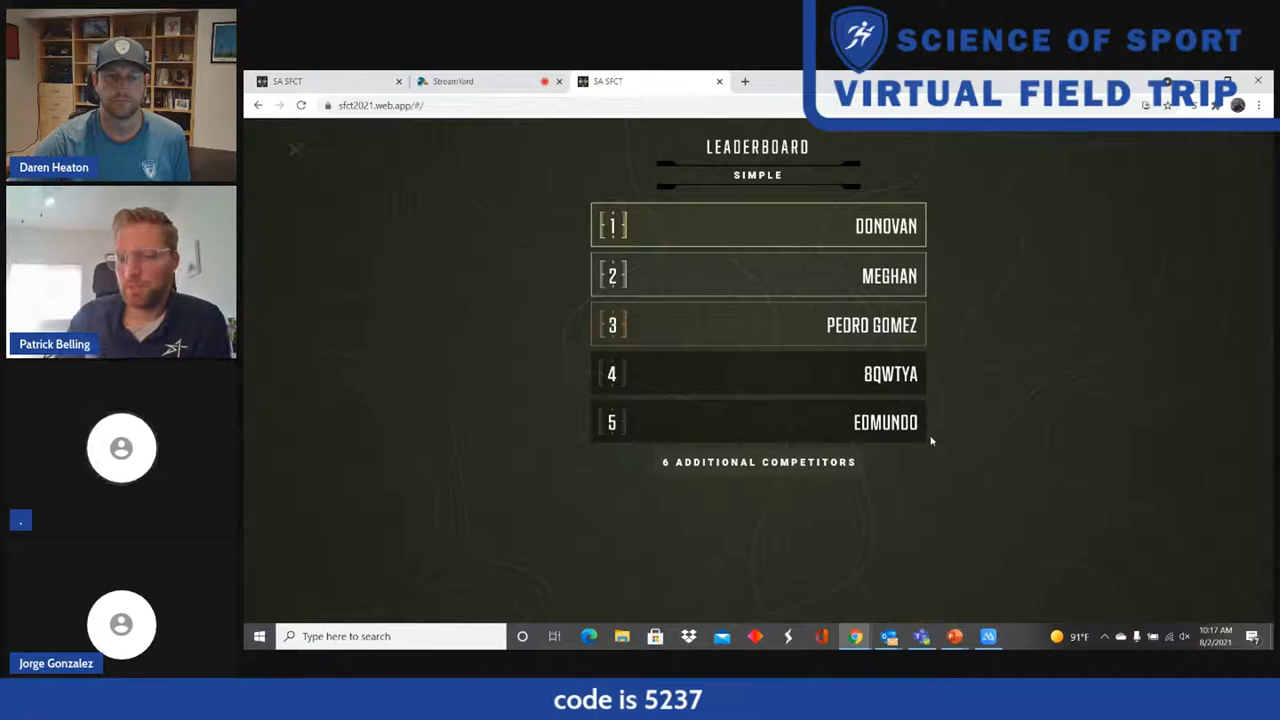 SCIENCE OF SPORT
VIRTUAL FIELD TRIP
Daren Heaton
Patrick Belling
.
Jorge Gonzalez
SA SFCT
StreamYard
SA SFCT
sfct2021.web.app/#/
LEADERBOARD
SIMPLE
1 DONOVAN
2 MEGHAN
3 PEDRO GOMEZ
4 8QWTYA
5 EDMUNDO
6 ADDITIONAL COMPETITORS
Type here to search
91°F
10:17 AM
8/2/2021
7
code is 5237